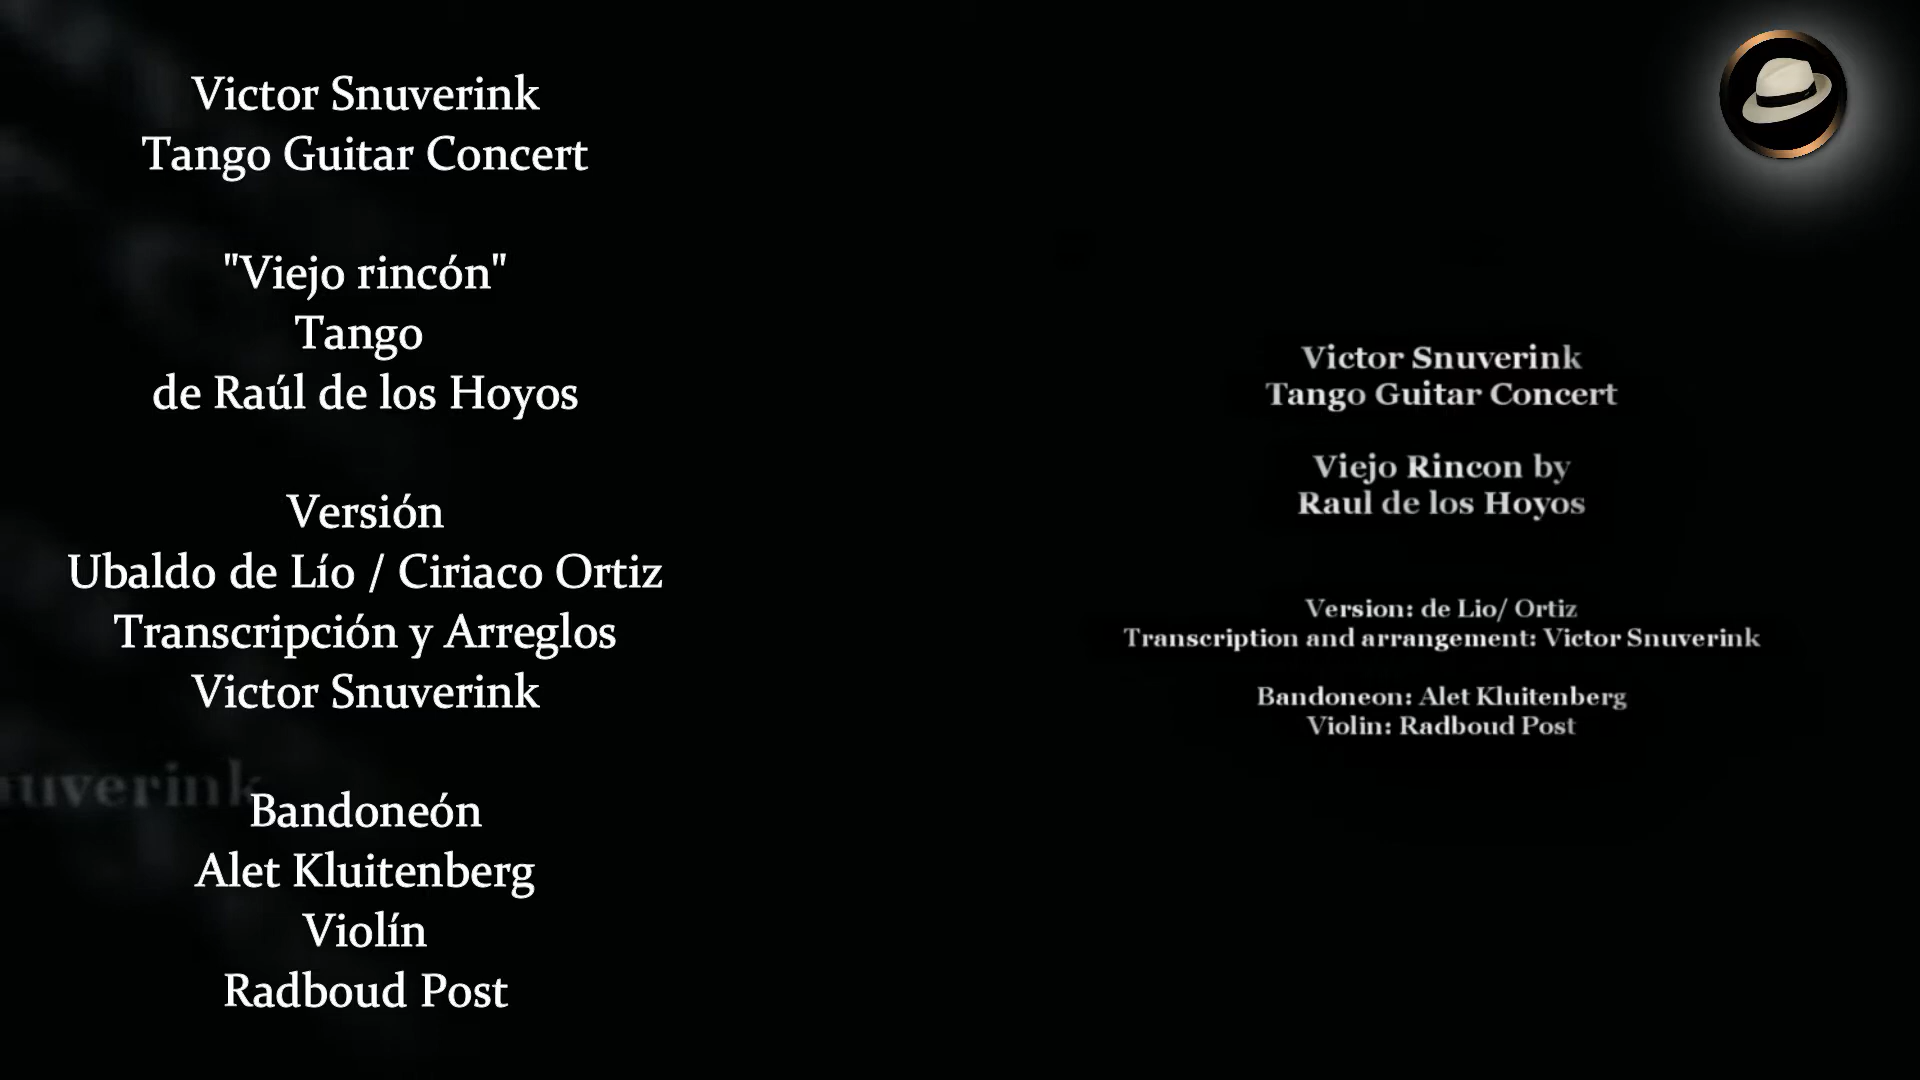 Victor Snuverink
Tango Guitar Concert
"Viejo rincón"
Tango
de Raúl de los Hoyos
Versión
Ubaldo de Lío / Ciriaco Ortiz
Transcripción y Arreglos
Victor Snuverink
Bandoneón
Alet Kluitenberg
Violín
Radboud Post
Victor Snuverink
Tango Guitar Concert
Viejo Rincon by
Raul de los Hoyos
Version: de Lio/ Ortiz
Transcription and arrangement: Victor Snuverink
Bandoneon: Alet Kluitenberg
Violin: Radboud Post